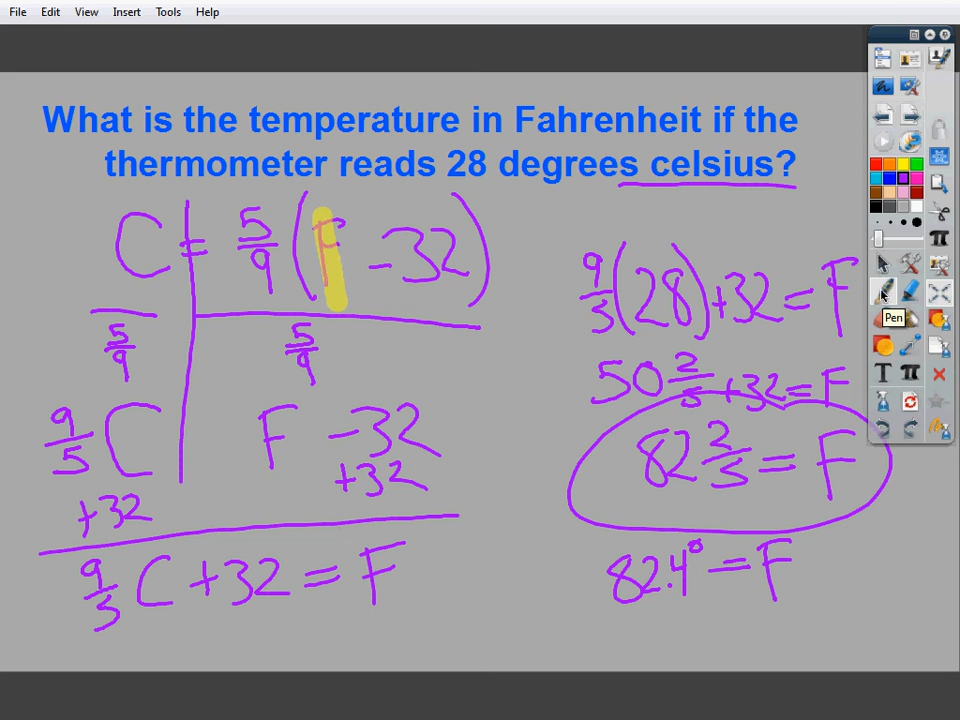 File Edit View Insert Tools Help
What is the temperature in Fahrenheit if the
thermometer reads 28 degrees celsius?
C = 5/9 (F - 32)
5/9 5/9
9/5 C F - 32
+32 +32
9/5 C + 32 = F
9/5 (28) + 32 = F
Pen
50 2/5 + 32 = F
82 2/5 = F
82.4° = F